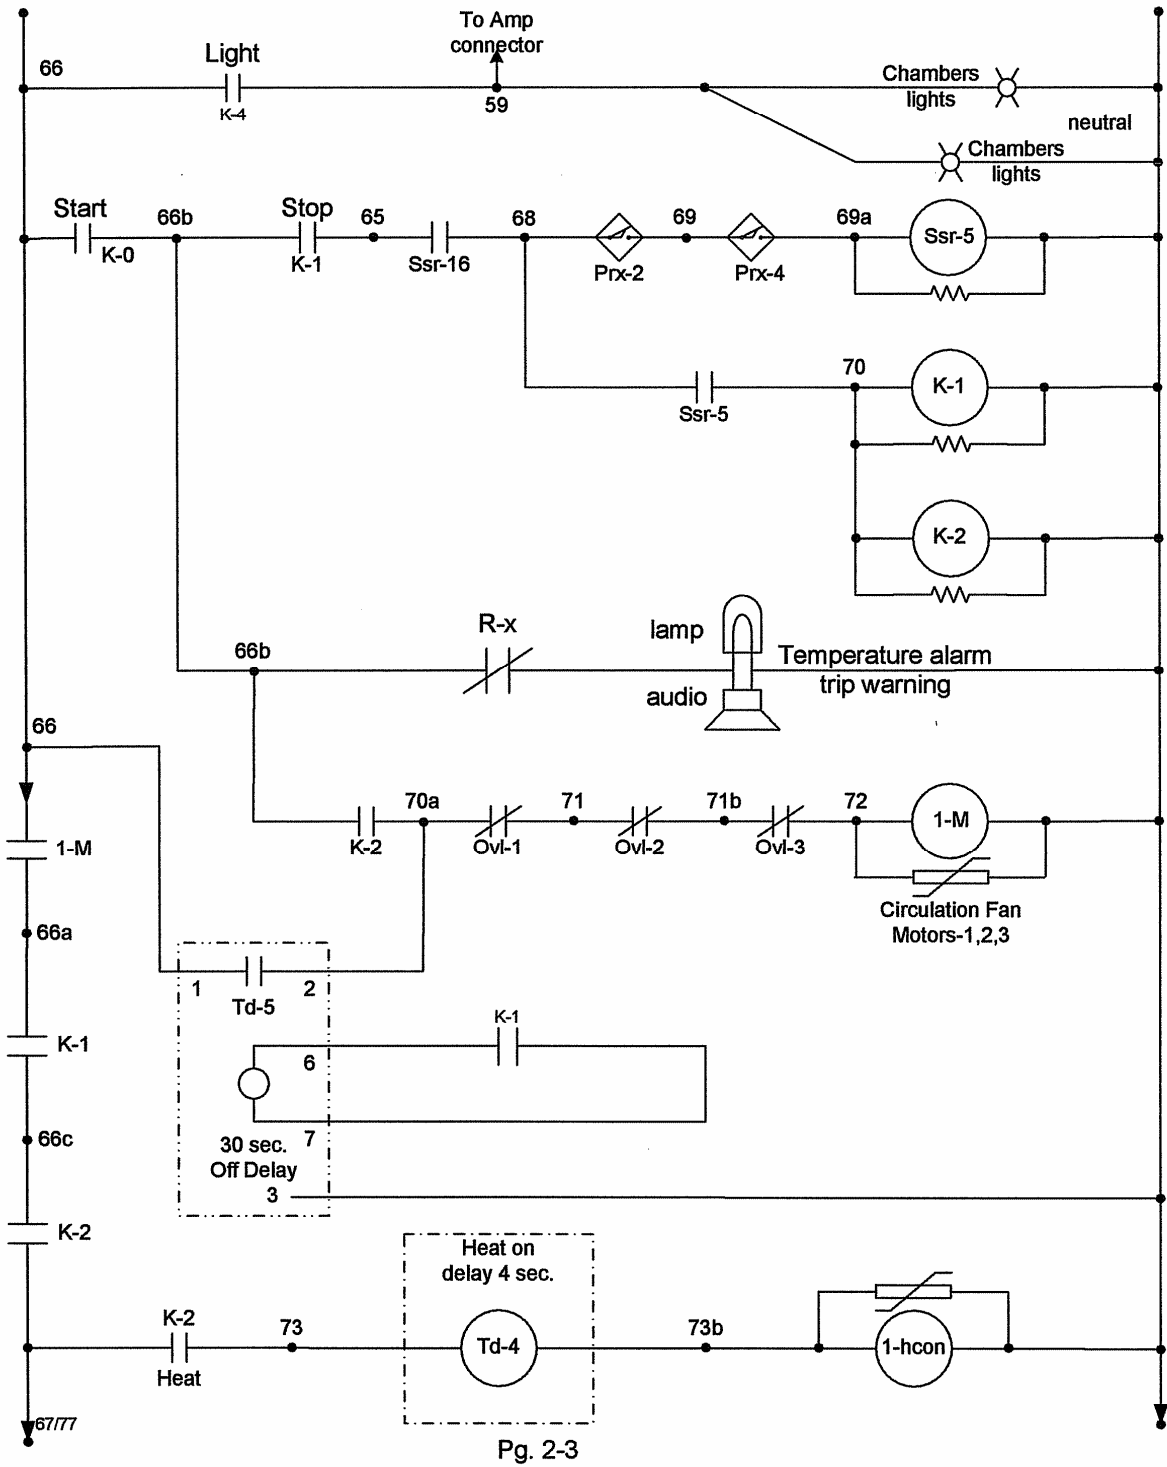 To Amp
connector
66
Light
K-4
59
Chambers
lights
neutral
Chambers
lights
Start
K-0
66b
Stop
K-1
65
Ssr-16
68
Prx-2
69
Prx-4
69a
Ssr-5
Ssr-5
70
K-1
K-2
66b
R-x
lamp
audio
Temperature alarm
trip warning
66
K-2
70a
Ovl-1
71
Ovl-2
71b
Ovl-3
72
1-M
Circulation Fan
Motors-1,2,3
1-M
66a
1
Td-5
2
K-1
K-1
6
7
30 sec.
Off Delay
3
66c
K-2
Heat on
delay 4 sec.
K-2
Heat
73
Td-4
73b
1-hcon
67/77
Pg. 2-3